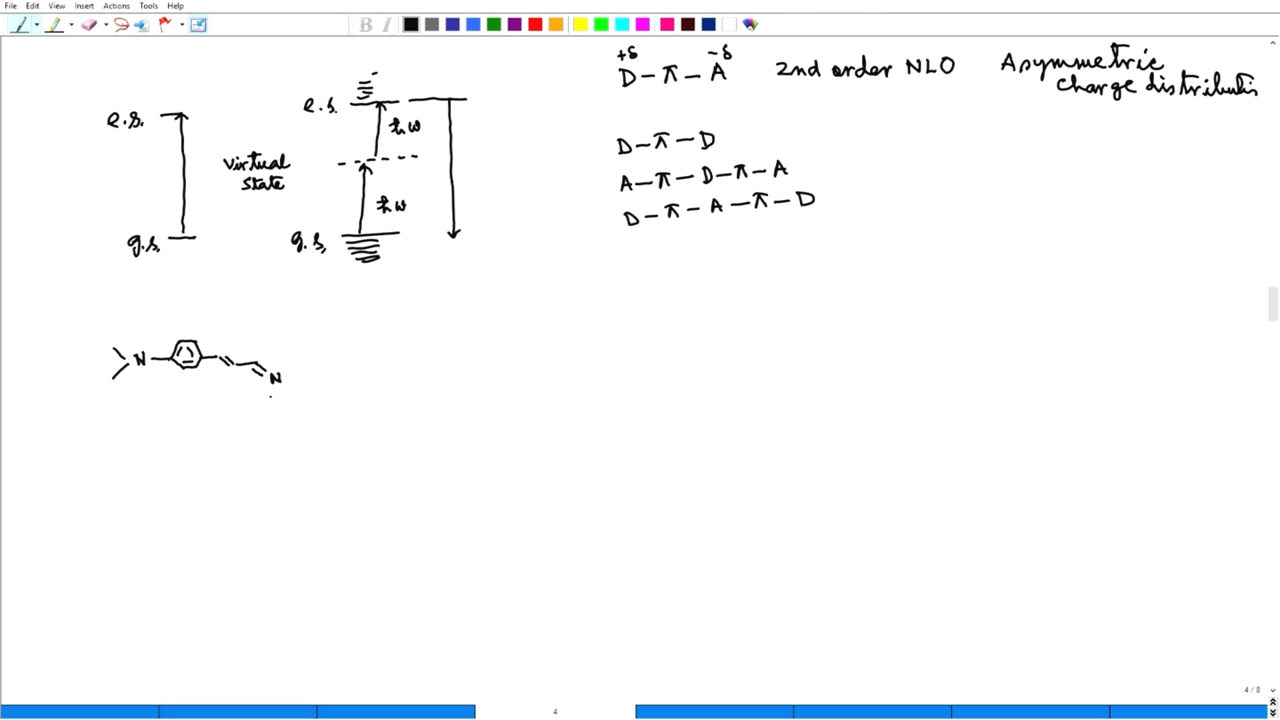 File Edit View Insert Actions Tools Help
B I
+δ -δ
D-π-A 2nd order NLO Asymmetric
charge distributin
D-π-D
A-π-D-π-A
D-π-A-π-D
e.s.
g.s.
e.s.
ħω
Virtual
State
ħω
g.s.
N
N
4 / 8
4